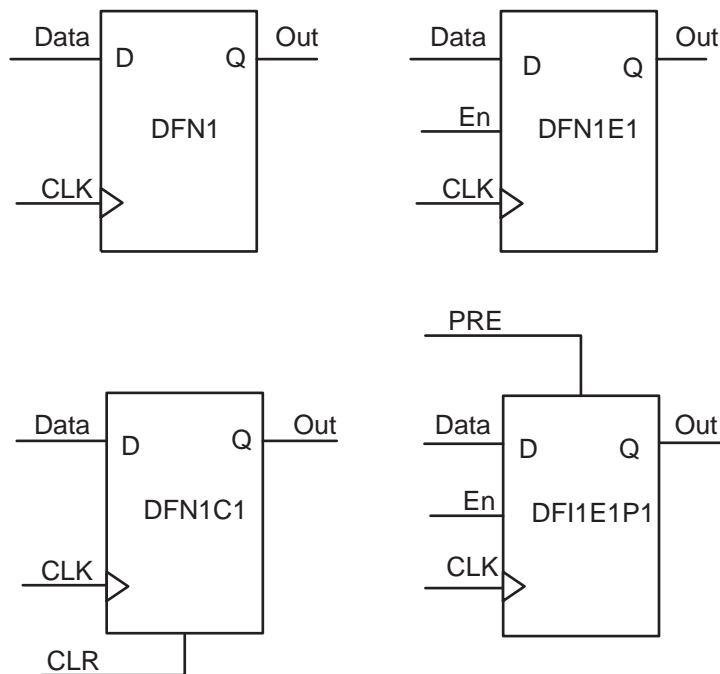 Data
Out
D
Q
DFN1
CLK
Data
Out
D
Q
En
DFN1E1
CLK
Data
Out
D
Q
DFN1C1
CLK
CLR
PRE
Data
Out
D
Q
En
DFI1E1P1
CLK